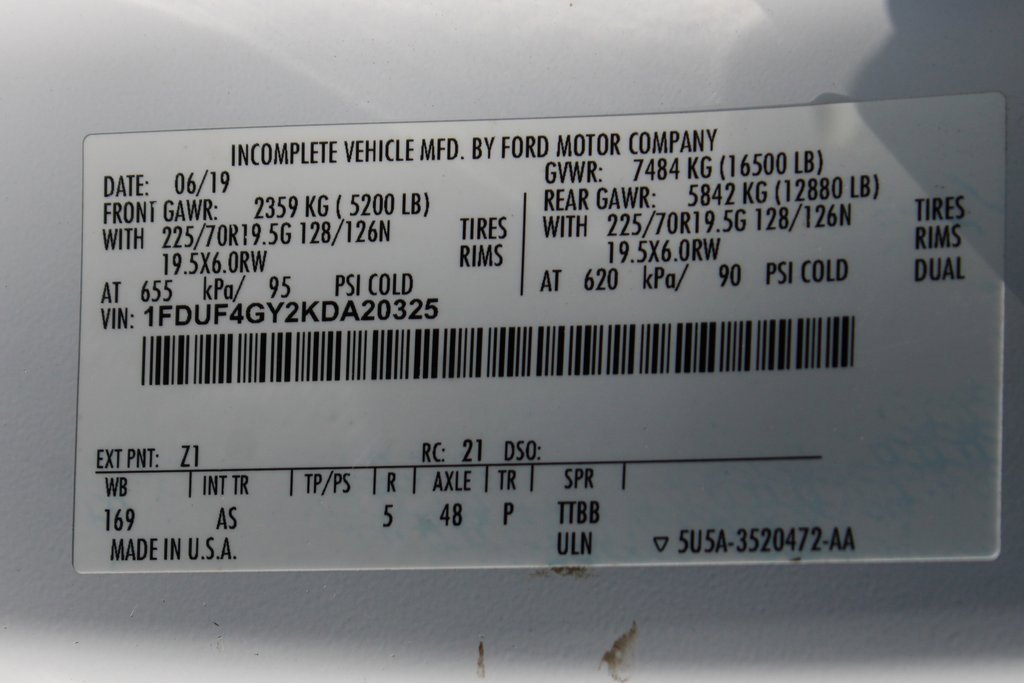 INCOMPLETE VEHICLE MFD. BY FORD MOTOR COMPANY
DATE: 06/19
FRONT GAWR: 2359 KG ( 5200 LB)
WITH 225/70R19.5G 128/126N TIRES
19.5X6.0RW RIMS
AT 655 kPa/ 95 PSI COLD
GVWR: 7484 KG (16500 LB)
REAR GAWR: 5842 KG (12880 LB)
WITH 225/70R19.5G 128/126N TIRES
19.5X6.0RW RIMS
AT 620 kPa/ 90 PSI COLD DUAL
VIN: 1FDUF4GY2KDA20325
EXT PNT: Z1 RC: 21 DSO:
WB INT TR TP/PS R AXLE TR SPR
169 AS 5 48 P TTBB
MADE IN U.S.A. ULN ▽ 5U5A-3520472-AA